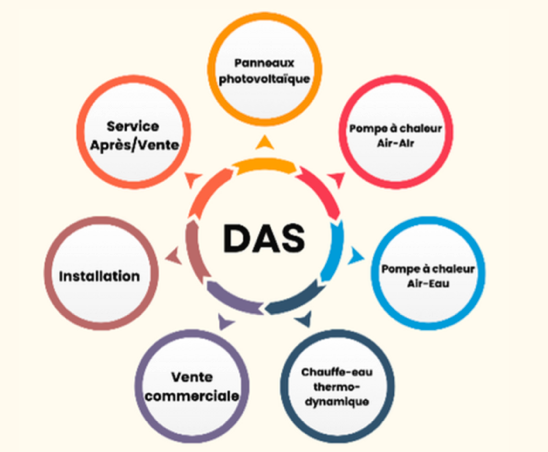 Panneaux
photovoltaïque
Pompe à chaleur
Air-AIr
Pompe à chaleur
Air-Eau
Chauffe-eau
thermo-
dynamique
Vente
commerciale
Installation
Service
Après/Vente
DAS